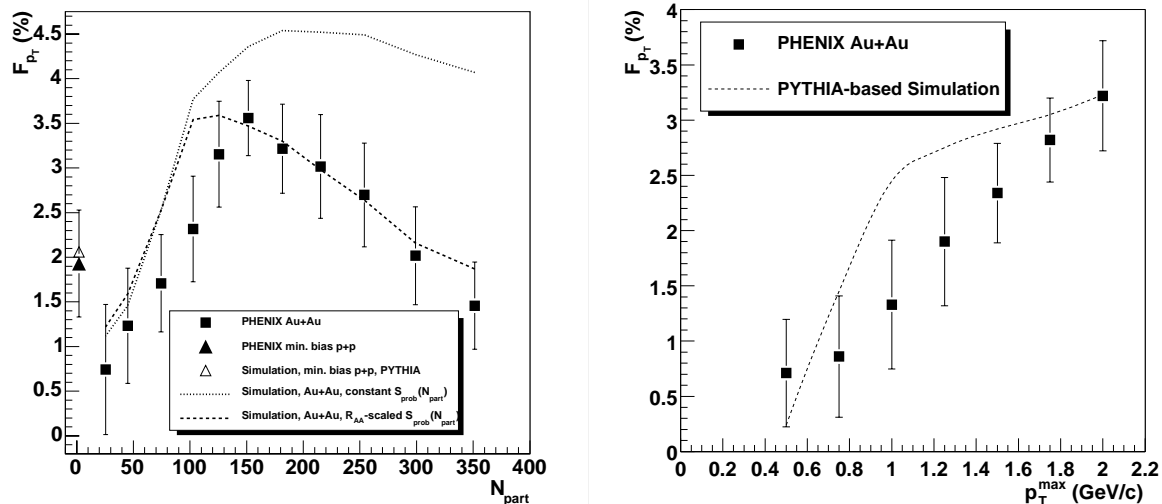 F_pT (%)
4.5
4
3.5
3
2.5
2
1.5
1
0.5
0
PHENIX Au+Au
PHENIX min. bias p+p
Simulation, min. bias p+p, PYTHIA
Simulation, Au+Au, constant S_prob(N_part)
Simulation, Au+Au, R_AA-scaled S_prob(N_part)
0 50 100 150 200 250 300 350 400
N_part
F_pT (%)
4
3.5
3
2.5
2
1.5
1
0.5
0
PHENIX Au+Au
PYTHIA-based Simulation
0 0.2 0.4 0.6 0.8 1 1.2 1.4 1.6 1.8 2 2.2
p_T^max (GeV/c)